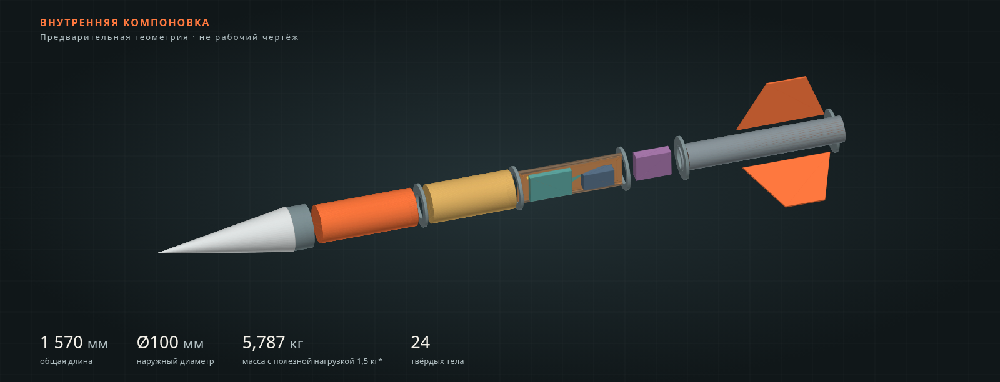 ВНУТРЕННЯЯ КОМПОНОВКА
Предварительная геометрия · не рабочий чертёж
1 570 мм
общая длина
Ø100 мм
наружный диаметр
5,787 кг
масса с полезной нагрузкой 1,5 кг*
24
твёрдых тела